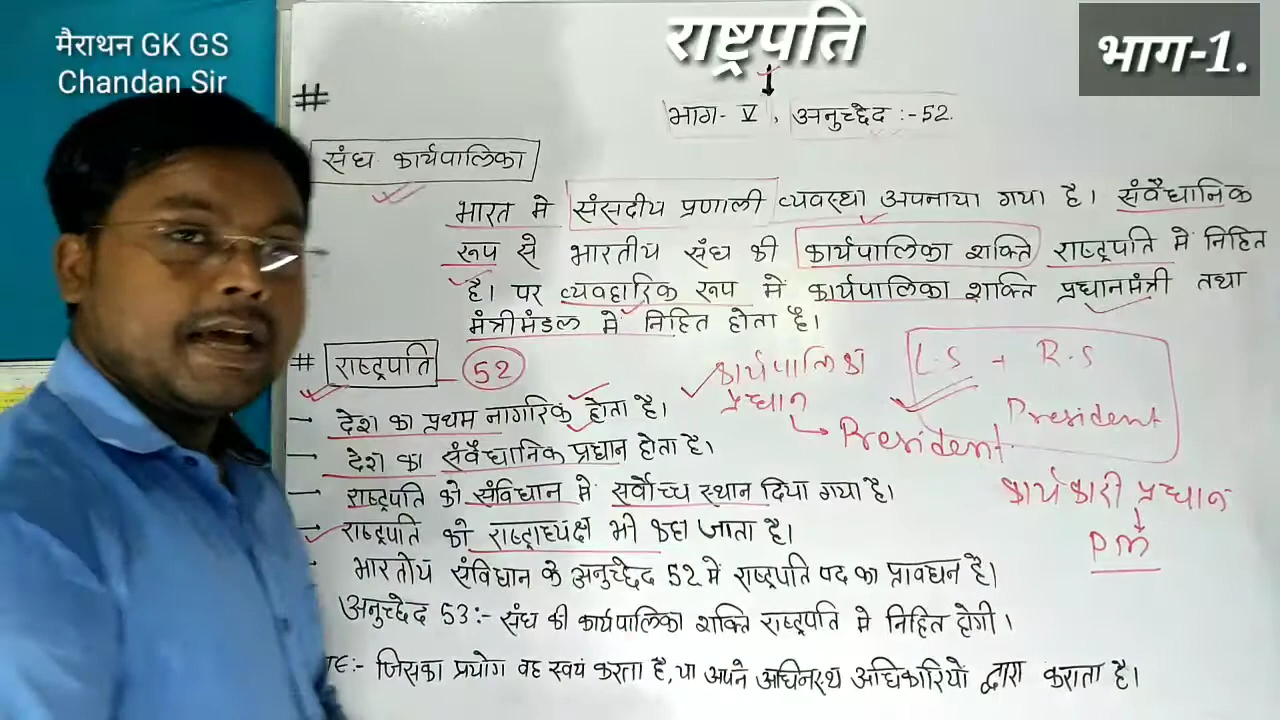 मैराथन GK GS
Chandan Sir
राष्ट्रपति
भाग-1.
#
भाग- V, अनुच्छेद :-52.
संघ कार्यपालिका
भारत मे संसदीय प्रणाली व्यवस्था अपनाया गया है। संवैधानिक
रूप से भारतीय संघ की कार्यपालिका शक्ति राष्ट्रपति मे निहित
है। पर व्यवहारिक रूप मे कार्यपालिका शक्ति प्रधानमंत्री तथा
मंत्रीमंडल मे निहित होता है।
# राष्ट्रपति 52
कार्यपालिका
प्रधान
President
L.S + R.S
President
कार्यकारी प्रधान
PM
→ देश का प्रथम नागरिक होता है।
→ देश का संवैधानिक प्रधान होता है।
→ राष्ट्रपति को संविधान मे सर्वोच्च स्थान दिया गया है।
राष्ट्रपति को राष्ट्राध्यक्ष भी कहा जाता है।
भारतीय संविधान के अनुच्छेद 52 मे राष्ट्रपति पद का प्रावधान है।
अनुच्छेद 53:- संघ की कार्यपालिका शक्ति राष्ट्रपति मे निहित होगी।
TE:- जिसका प्रयोग वह स्वयं करता है, या अपने अधिनस्थ अधिकारियों द्वारा कराता है।